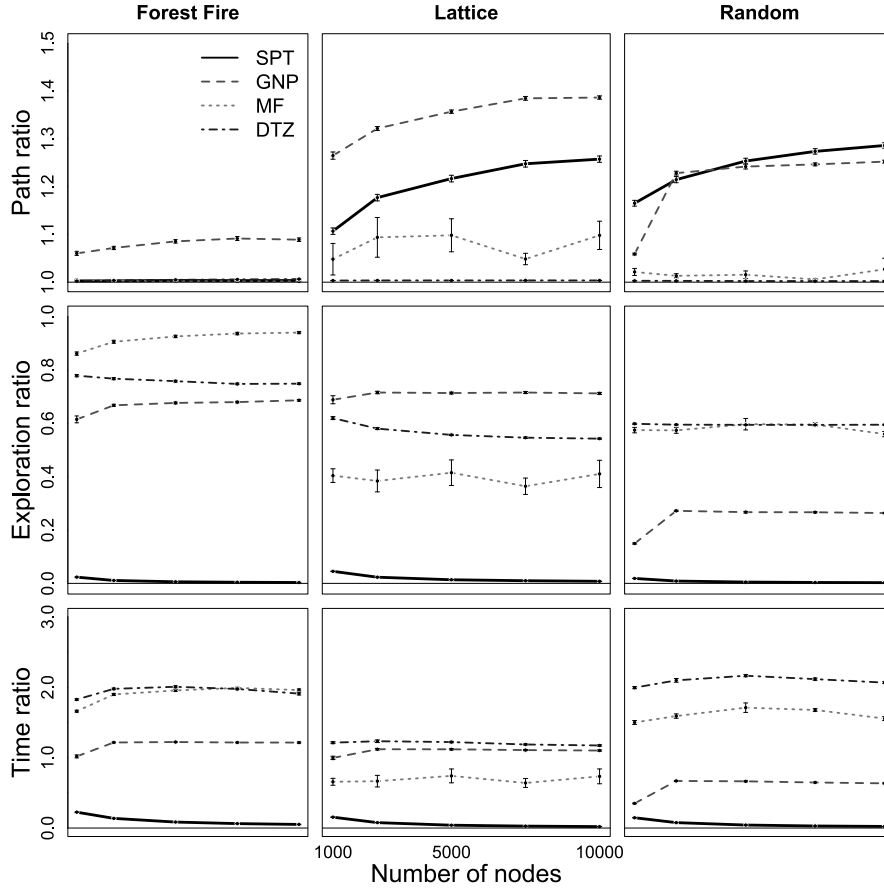 Forest Fire Lattice Random
SPT
GNP
MF
DTZ
Path ratio
1.0 1.1 1.2 1.3 1.4 1.5
Exploration ratio
0.0 0.2 0.4 0.6 0.8 1.0
Time ratio
0.0 1.0 2.0 3.0
1000 5000 10000
Number of nodes